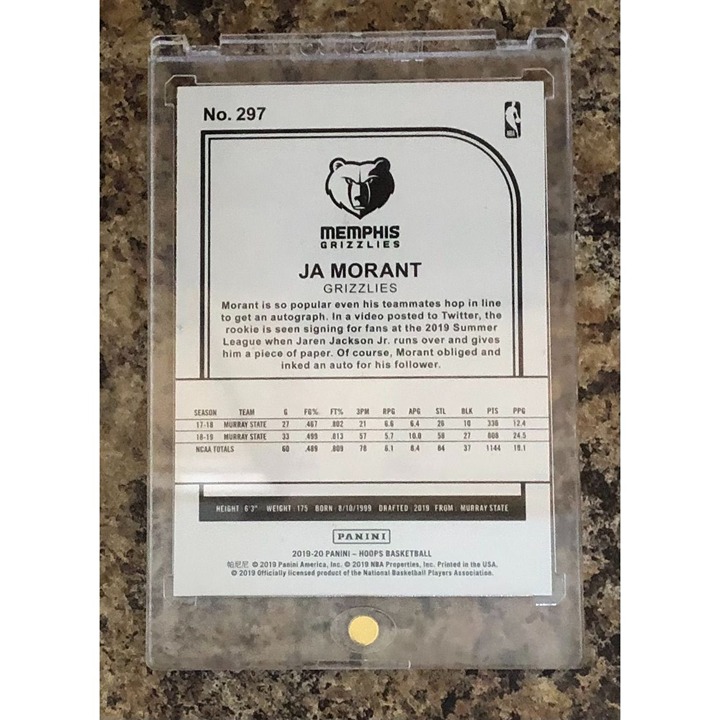 No. 297
MEMPHIS
GRIZZLIES
JA MORANT
GRIZZLIES
Morant is so popular even his teammates hop in line
to get an autograph. In a video posted to Twitter, the
rookie is seen signing for fans at the 2019 Summer
League when Jaren Jackson Jr. runs over and gives
him a piece of paper. Of course, Morant obliged and
inked an auto for his follower.
SEASON TEAM G FG% FT% 3PM RPG APG STL BLK PTS PPG
17-18 MURRAY STATE 27 .467 .802 21 6.6 6.4 26 10 336 12.4
18-19 MURRAY STATE 33 .499 .813 57 5.7 10.0 58 27 808 24.5
NCAA TOTALS 60 .489 .809 78 6.1 8.4 84 37 1144 19.1
HEIGHT: 6'3" WEIGHT: 175 BORN: 8/10/1999 DRAFTED: 2019 FROM: MURRAY STATE
PANINI
2019-20 PANINI – HOOPS BASKETBALL
帕尼尼 © 2019 Panini America, Inc. © 2019 NBA Properties, Inc. Printed in the USA.
© 2019 Officially licensed product of the National Basketball Players Association.